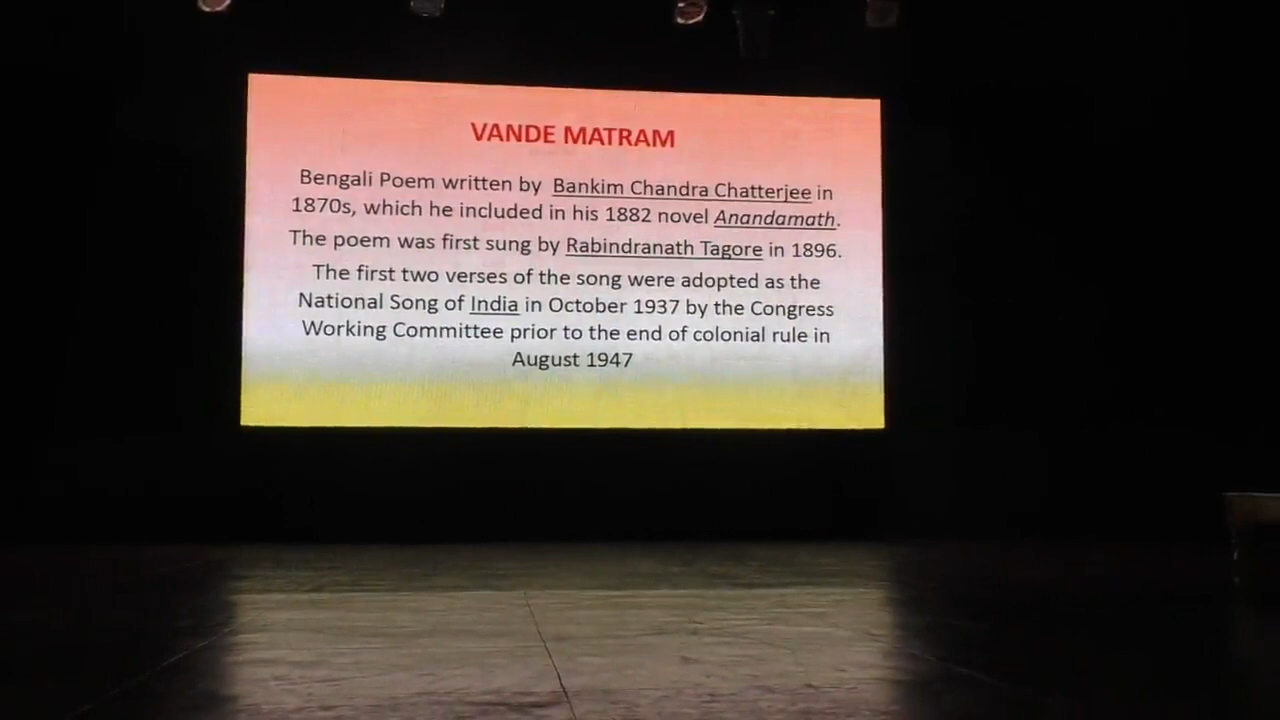 VANDE MATRAM
Bengali Poem written by Bankim Chandra Chatterjee in
1870s, which he included in his 1882 novel Anandamath.
The poem was first sung by Rabindranath Tagore in 1896.
The first two verses of the song were adopted as the
National Song of India in October 1937 by the Congress
Working Committee prior to the end of colonial rule in
August 1947